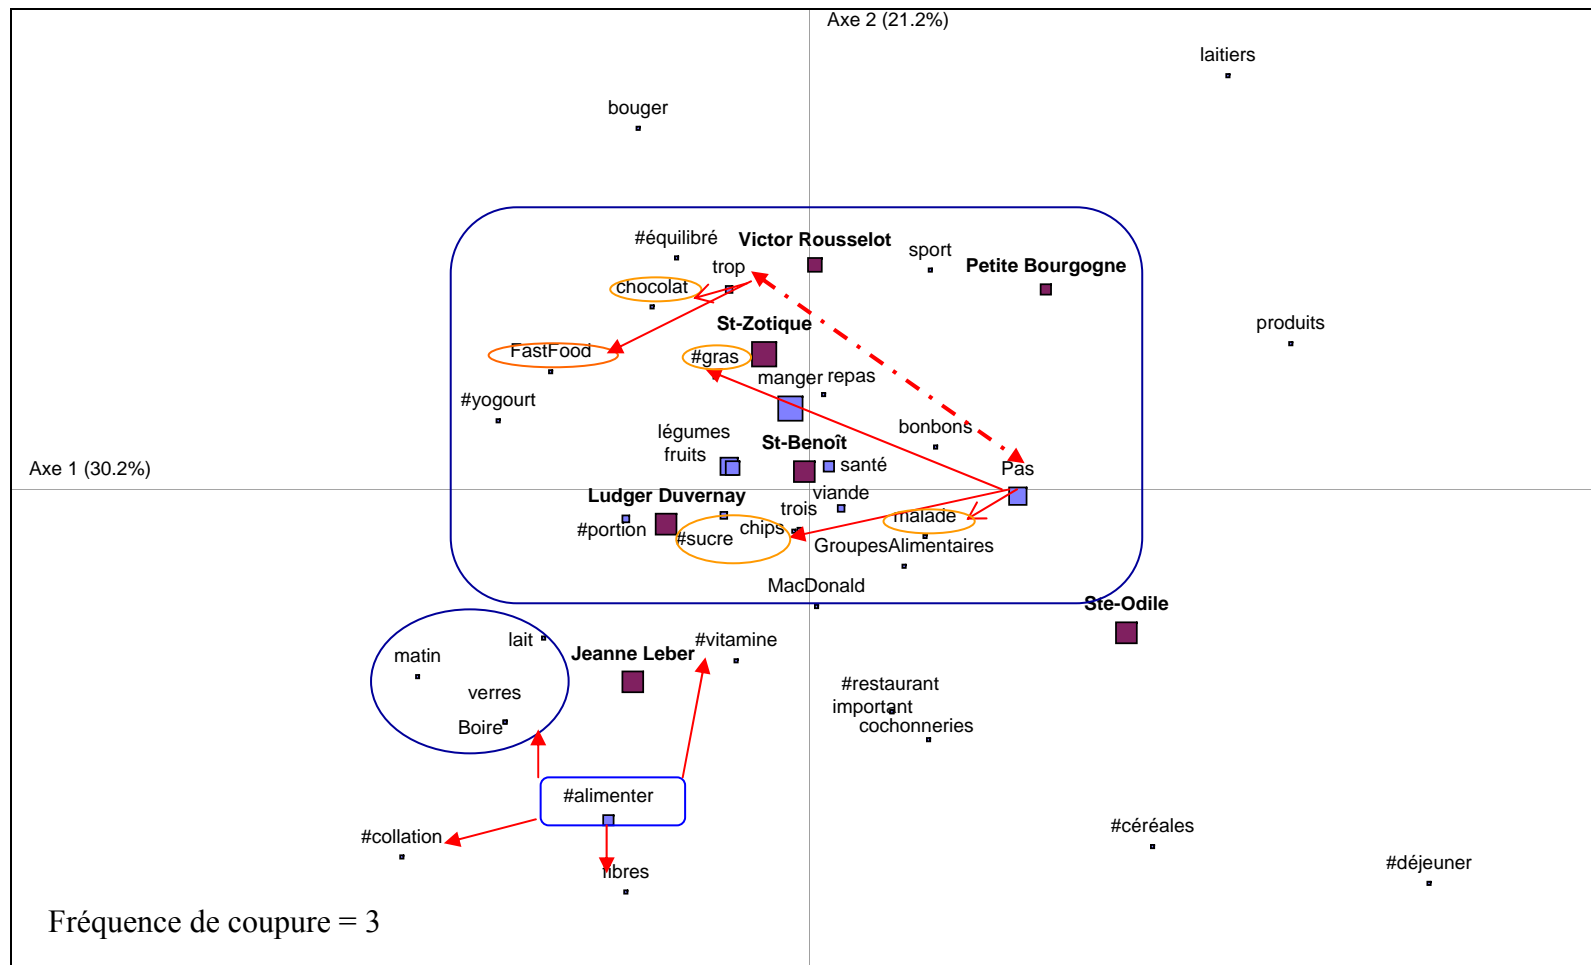 Axe 2 (21.2%)
laitiers
bouger
#équilibré
Victor Rousselot
sport
trop
Petite Bourgogne
chocolat
St-Zotique
produits
FastFood
#gras
manger
repas
#yogourt
bonbons
légumes
St-Benoît
fruits
santé
Axe 1 (30.2%)
Pas
viande
Ludger Duvernay
trois
malade
#portion
chips
#sucre
GroupesAlimentaires
MacDonald
Ste-Odile
lait
#vitamine
matin
Jeanne Leber
verres
#restaurant
important
Boire
cochonneries
#alimenter
#céréales
#collation
#déjeuner
fibres
Fréquence de coupure = 3